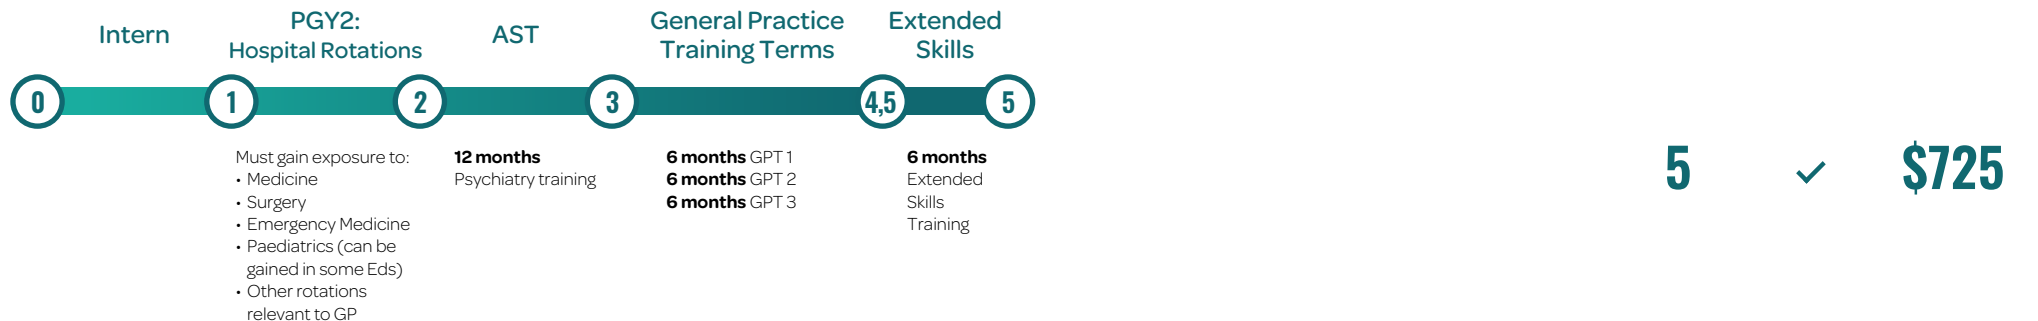 Intern
PGY2:
Hospital Rotations
AST
General Practice
Training Terms
Extended
Skills
0
1
2
3
4,5
5
Must gain exposure to:
• Medicine
• Surgery
• Emergency Medicine
• Paediatrics (can be
gained in some Eds)
• Other rotations
relevant to GP
12 months
Psychiatry training
6 months GPT 1
6 months GPT 2
6 months GPT 3
6 months
Extended
Skills
Training
5
✓
$725